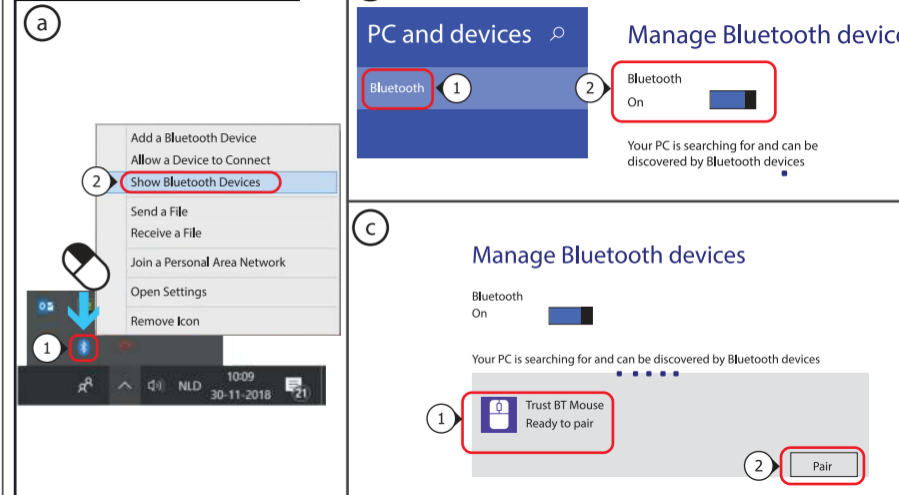 a
Add a Bluetooth Device
Allow a Device to Connect
2
Show Bluetooth Devices
Send a File
Receive a File
Join a Personal Area Network
Open Settings
Remove Icon
1
NLD
10:09
30-11-2018
21
PC and devices
Bluetooth
1
Manage Bluetooth device
2
Bluetooth
On
Your PC is searching for and can be
discovered by Bluetooth devices
c
Manage Bluetooth devices
Bluetooth
On
Your PC is searching for and can be discovered by Bluetooth devices
1
Trust BT Mouse
Ready to pair
2
Pair